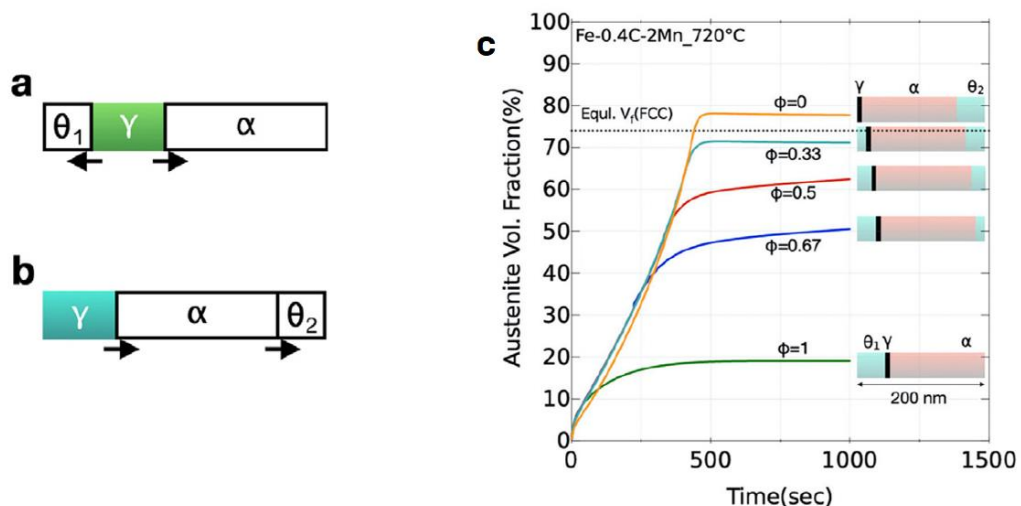 a
θ₁ γ α
b
γ α θ₂
c
Fe-0.4C-2Mn_720°C
Austenite Vol. Fraction(%)
100
90
80
70
60
50
40
30
20
10
0
Equl. V_f(FCC)
ϕ=0
ϕ=0.33
ϕ=0.5
ϕ=0.67
ϕ=1
γ α θ₂
θ₁ γ α
200 nm
0 500 1000 1500
Time(sec)